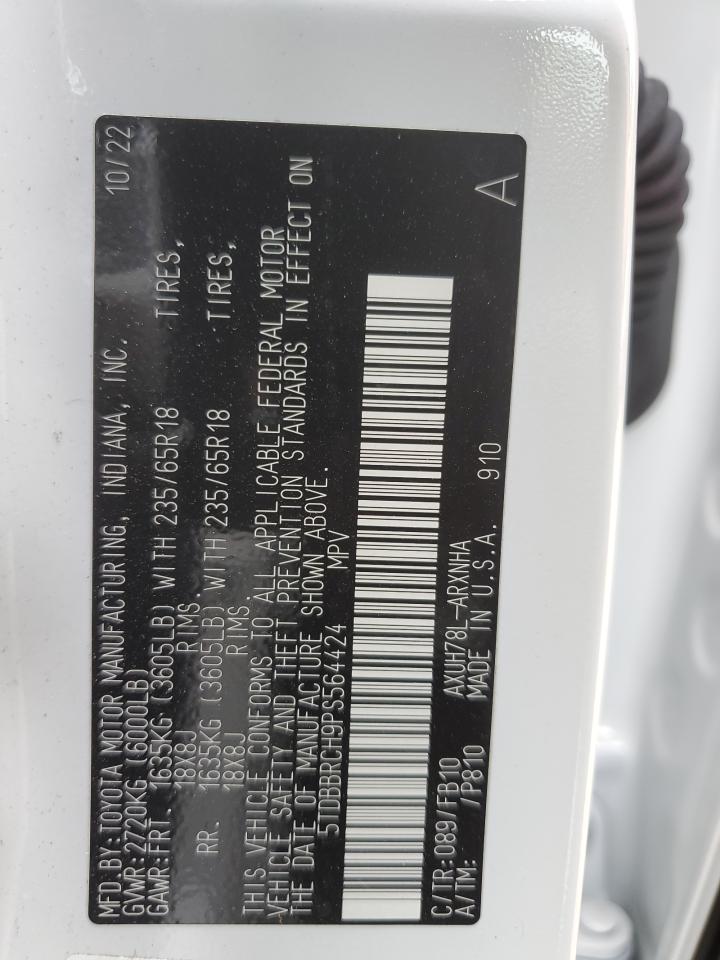 MFD BY:TOYOTA MOTOR MANUFACTURING, INDIANA, INC. 10/22
GVWR:2720KG (6000LB)
GAWR:FRT. 1635KG (3605LB) WITH 235/65R18 TIRES,
18X8J RIMS.
RR. 1635KG (3605LB) WITH 235/65R18 TIRES,
18X8J RIMS.
THIS VEHICLE CONFORMS TO ALL APPLICABLE FEDERAL MOTOR
VEHICLE SAFETY AND THEFT PREVENTION STANDARDS IN EFFECT ON
THE DATE OF MANUFACTURE SHOWN ABOVE.
5TDBBRCH9PS564424 MPV
C/TR:089/FB10 AXUH78L-ARXNHA
A/TM: /P810 MADE IN U.S.A. 910 A